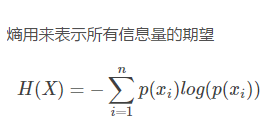 熵用来表示所有信息量的期望
H(X) = -∑_{i=1}^{n} p(x_i)log(p(x_i))